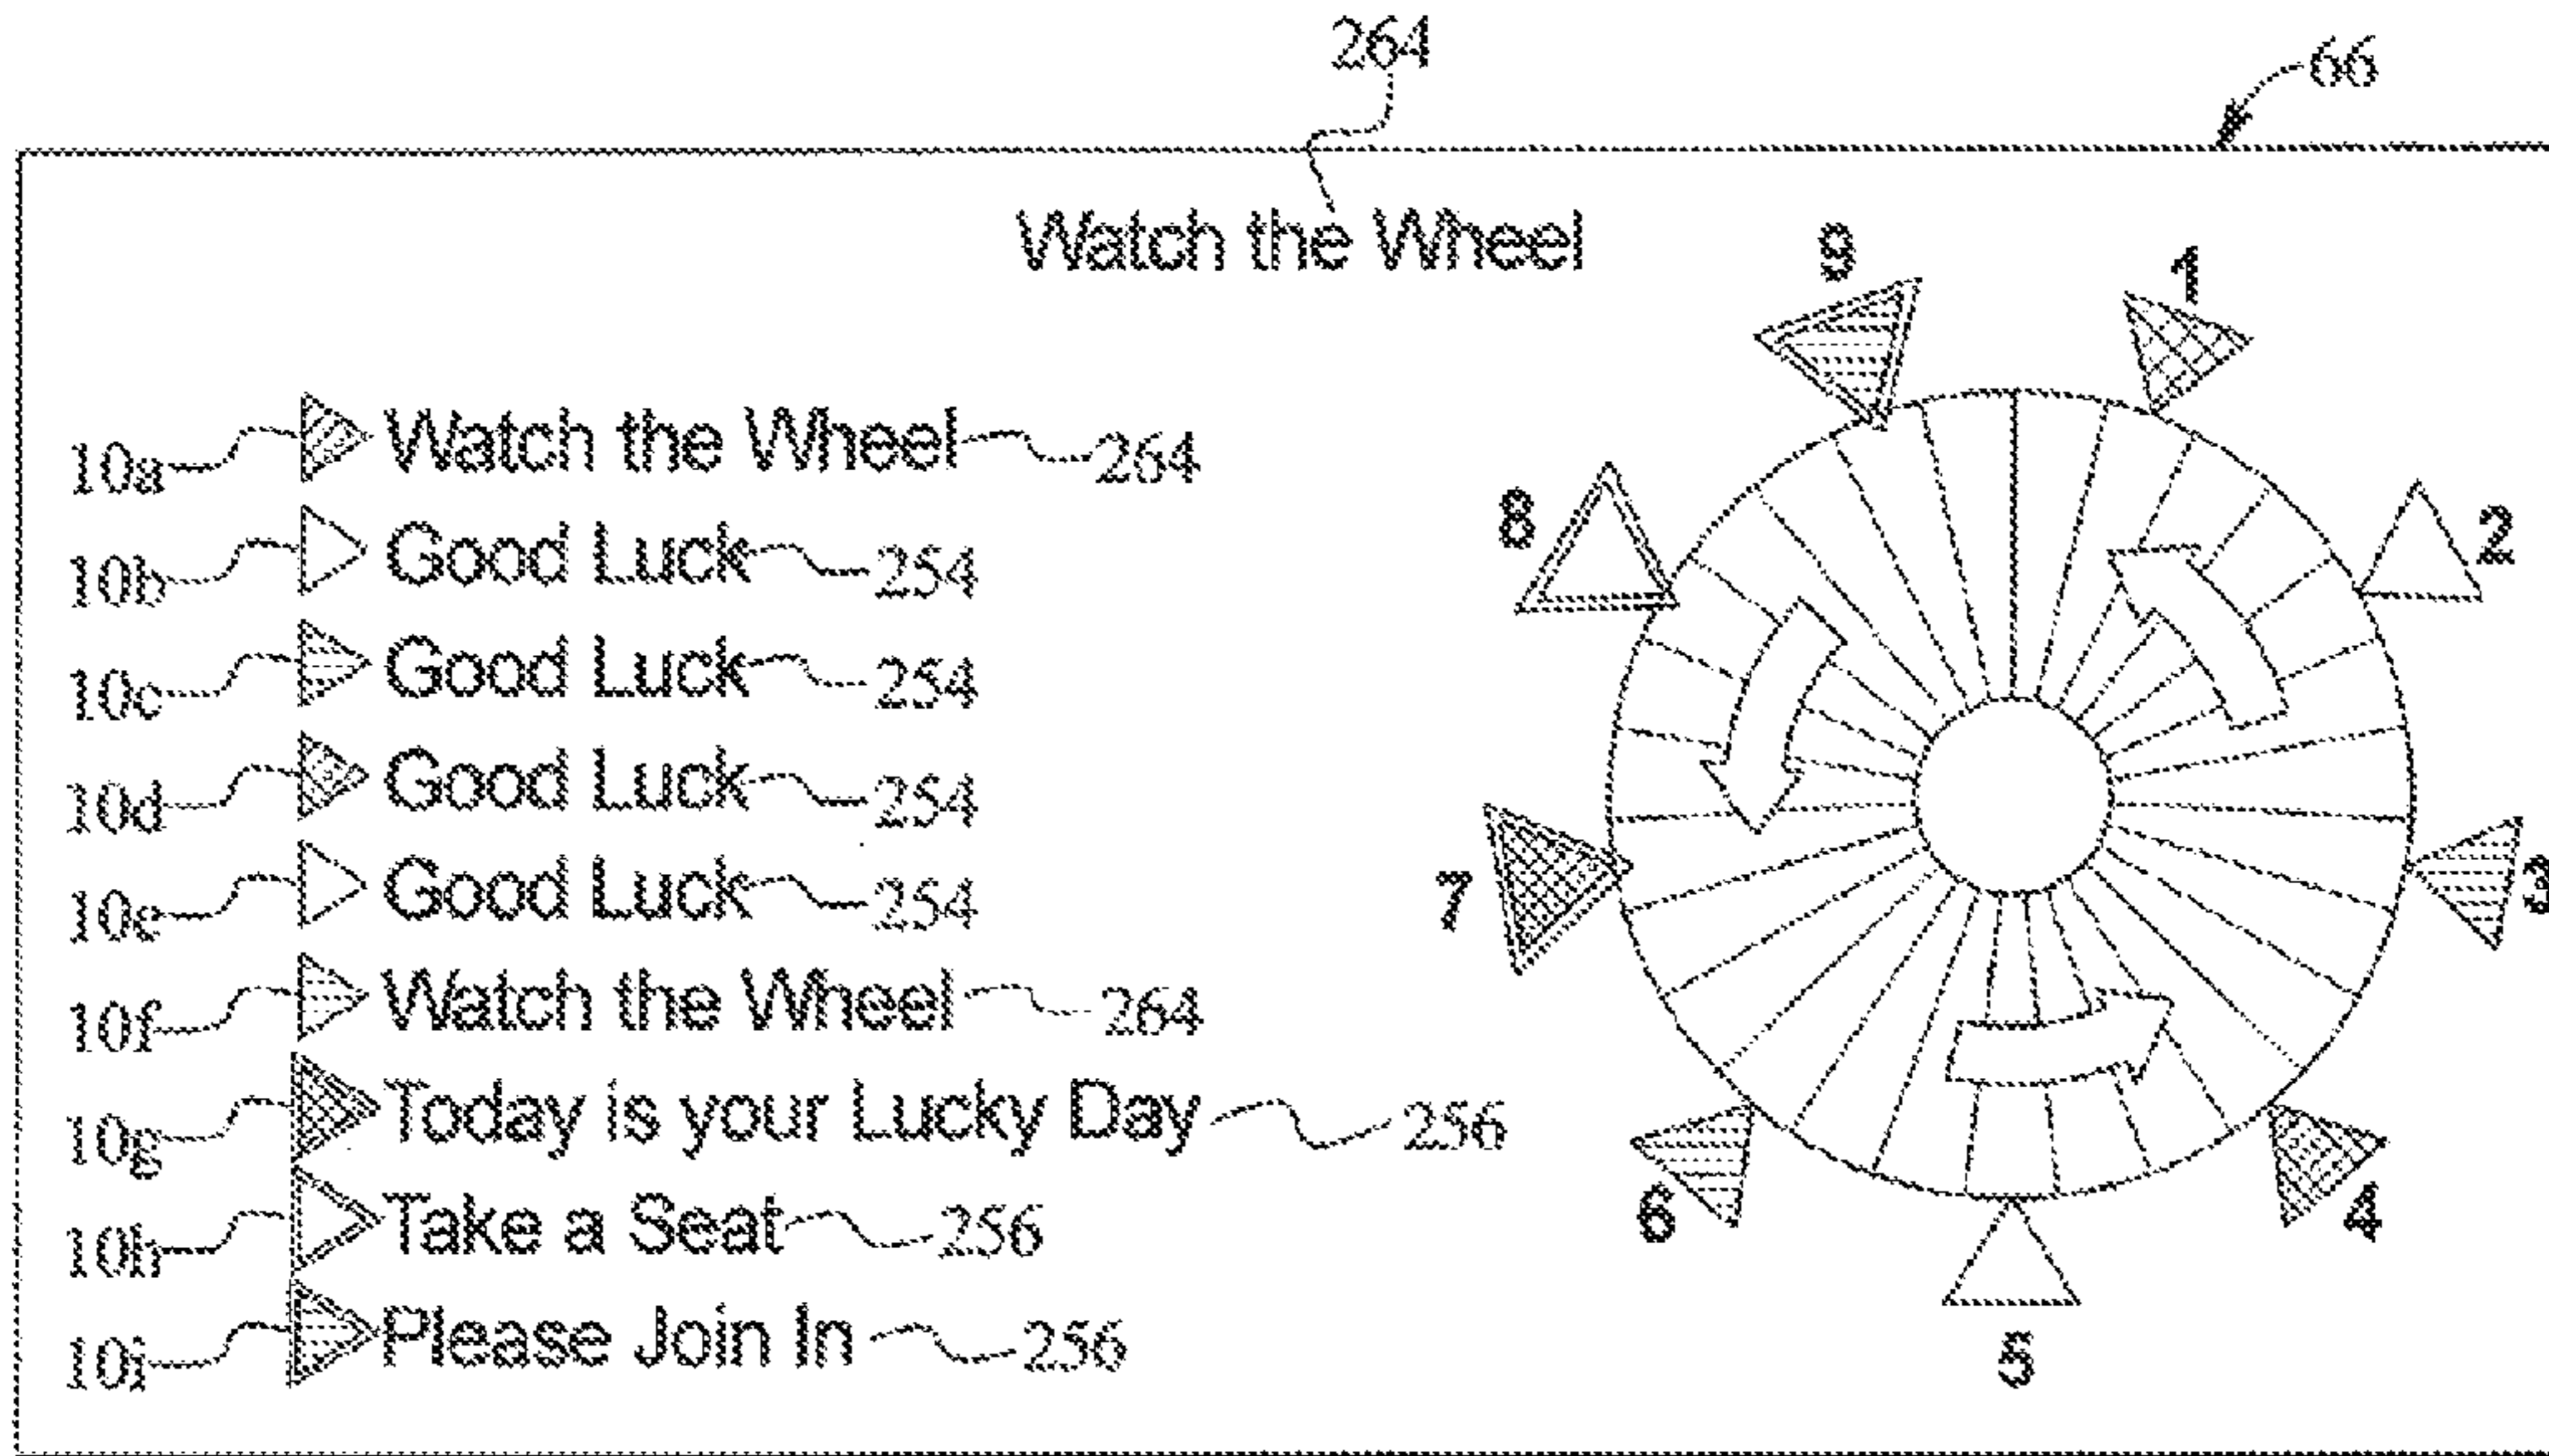 264
66
Watch the Wheel
9 1
10a Watch the Wheel 264
8 2
10b Good Luck 254
10c Good Luck 254
10d Good Luck 254
10e Good Luck 254
7 3
10f Watch the Wheel 264
10g Today is your Lucky Day 256
6 4
10h Take a Seat 256
10i Please Join In 256
5